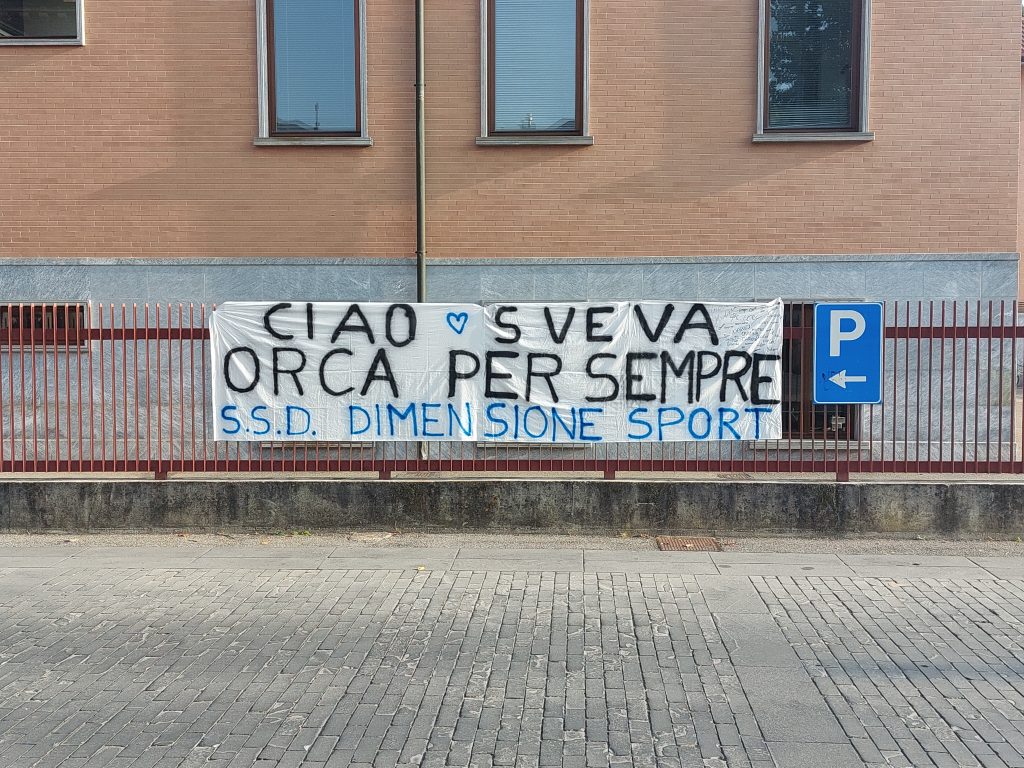 CIAO SVEVA
ORCA PER SEMPRE
S.S.D. DIMENSIONE SPORT
P